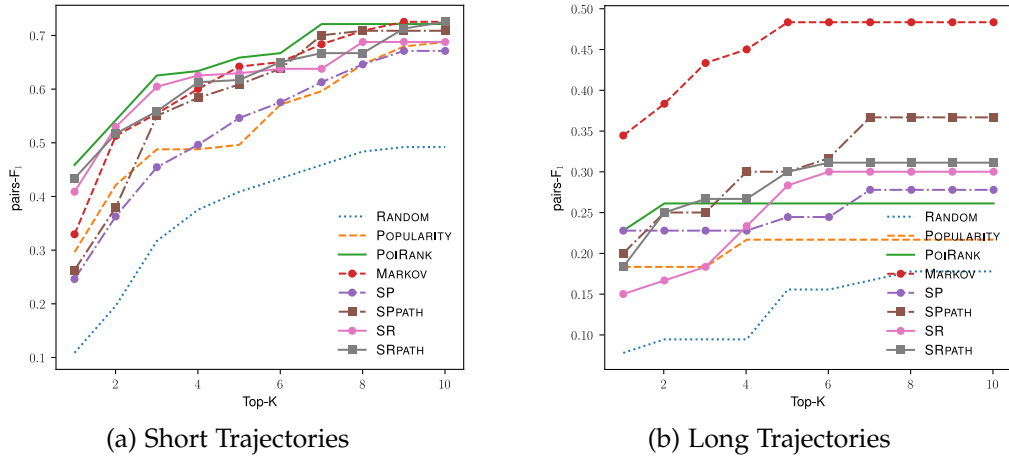 0.7
0.6
0.5
0.4
0.3
0.2
0.1
pairs-F₁
2
4
6
8
10
Top-K
RANDOM
POPULARITY
POIRANK
MARKOV
SP
SPPATH
SR
SRPATH
(a) Short Trajectories
0.50
0.45
0.40
0.35
0.30
0.25
0.20
0.15
0.10
pairs-F₁
2
4
6
8
10
Top-K
RANDOM
POPULARITY
POIRANK
MARKOV
SP
SPPATH
SR
SRPATH
(b) Long Trajectories